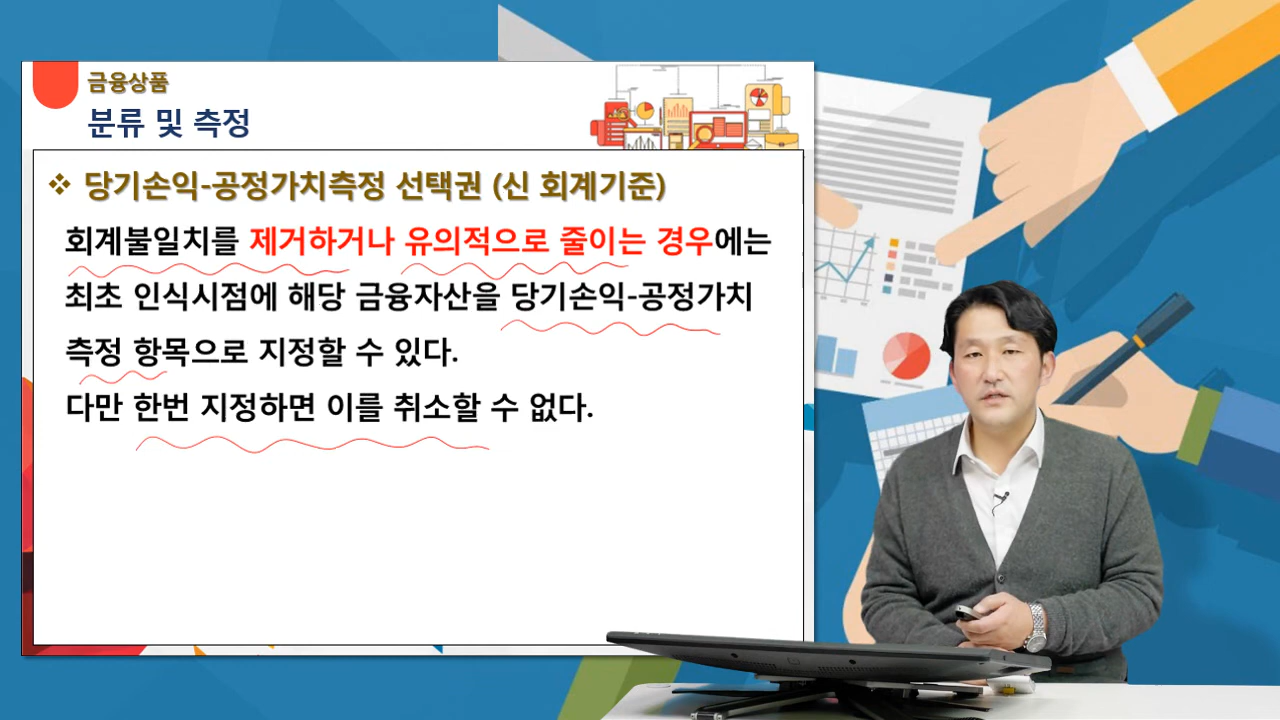 금융상품
분류 및 측정
❖ 당기손익-공정가치측정 선택권 (신 회계기준)
회계불일치를 제거하거나 유의적으로 줄이는 경우에는
최초 인식시점에 해당 금융자산을 당기손익-공정가치
측정 항목으로 지정할 수 있다.
다만 한번 지정하면 이를 취소할 수 없다.